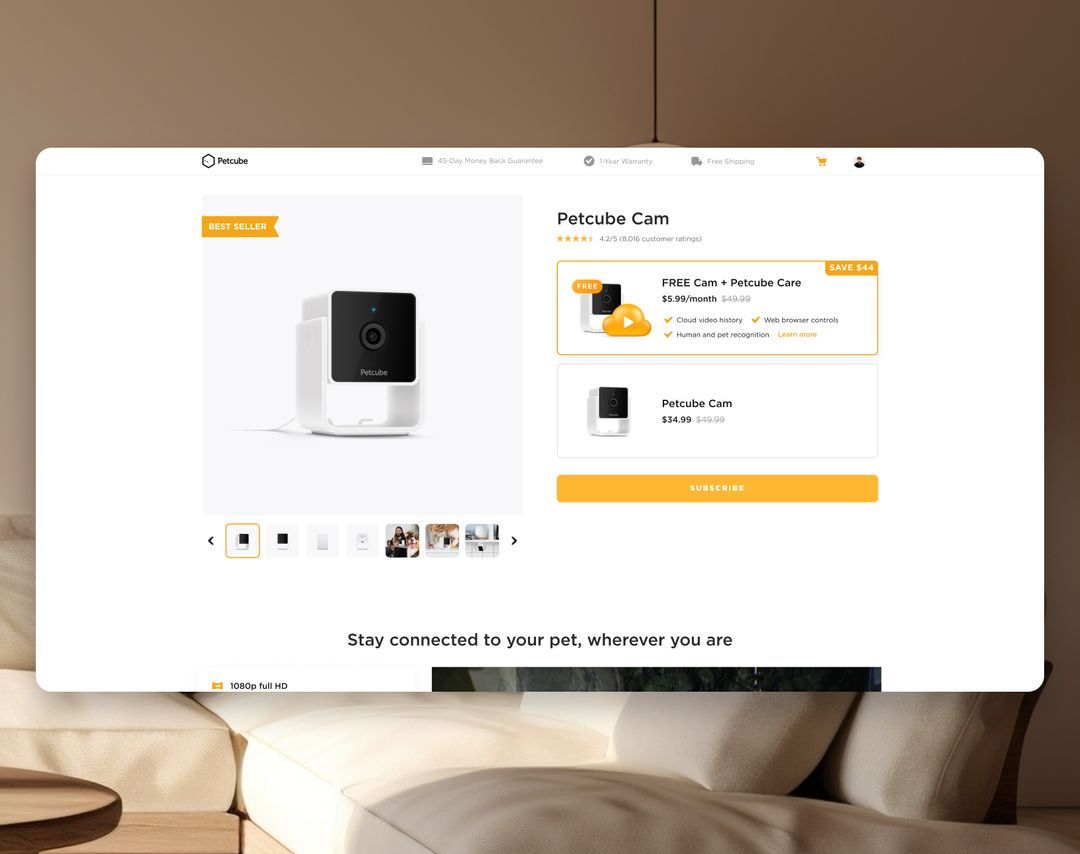 Petcube
45-Day Money Back Guarantee
1-Year Warranty
Free Shipping
BEST SELLER
Petcube
Petcube Cam
4.2/5 (8,016 customer ratings)
SAVE $44
FREE
FREE Cam + Petcube Care
$5.99/month $49.99
Cloud video history
Web browser controls
Human and pet recognition
Learn more
Petcube Cam
$34.99 $49.99
SUBSCRIBE
Stay connected to your pet, wherever you are
1080p full HD